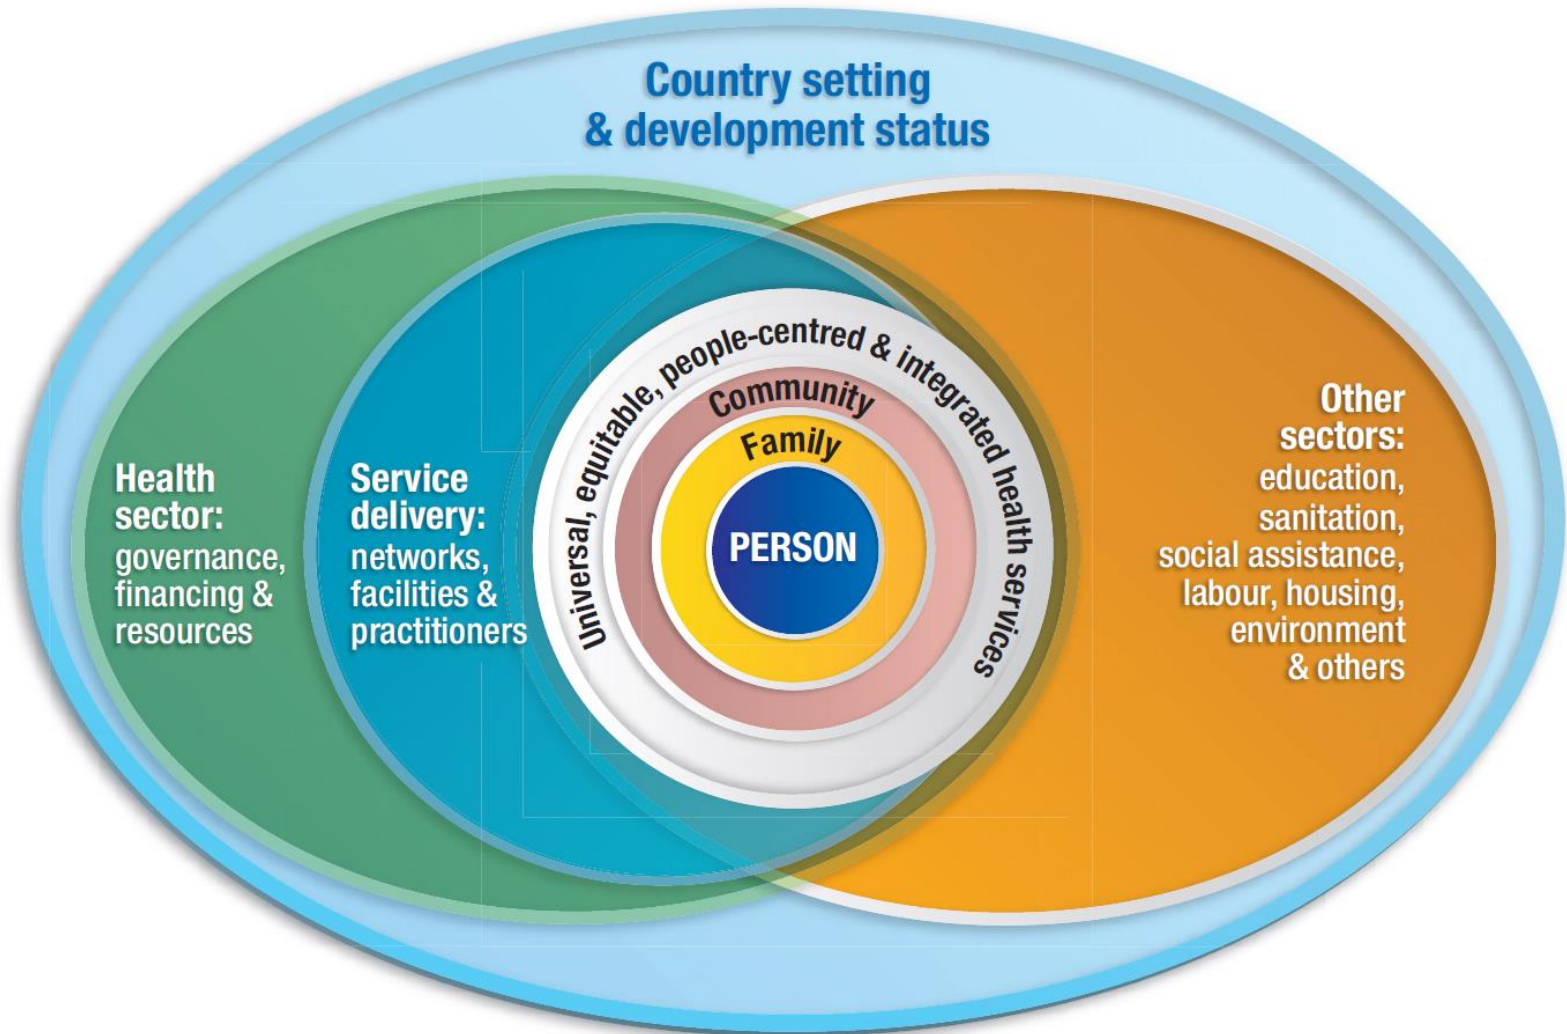 Country setting
& development status
Health
sector:
governance,
financing &
resources
Service
delivery:
networks,
facilities &
practitioners
Universal, equitable, people-centred & integrated health services
Community
Family
PERSON
Other
sectors:
education,
sanitation,
social assistance,
labour, housing,
environment
& others